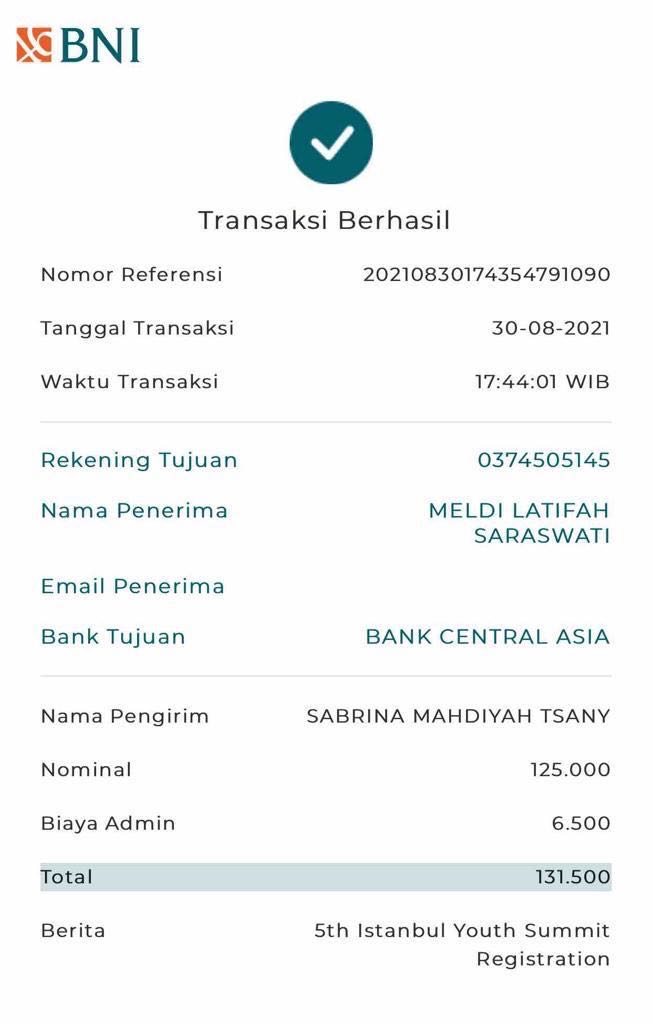 BNI
Transaksi Berhasil
Nomor Referensi 20210830174354791090
Tanggal Transaksi 30-08-2021
Waktu Transaksi 17:44:01 WIB
Rekening Tujuan 0374505145
Nama Penerima MELDI LATIFAH
SARASWATI
Email Penerima
Bank Tujuan BANK CENTRAL ASIA
Nama Pengirim SABRINA MAHDIYAH TSANY
Nominal 125.000
Biaya Admin 6.500
Total 131.500
Berita 5th Istanbul Youth Summit
Registration